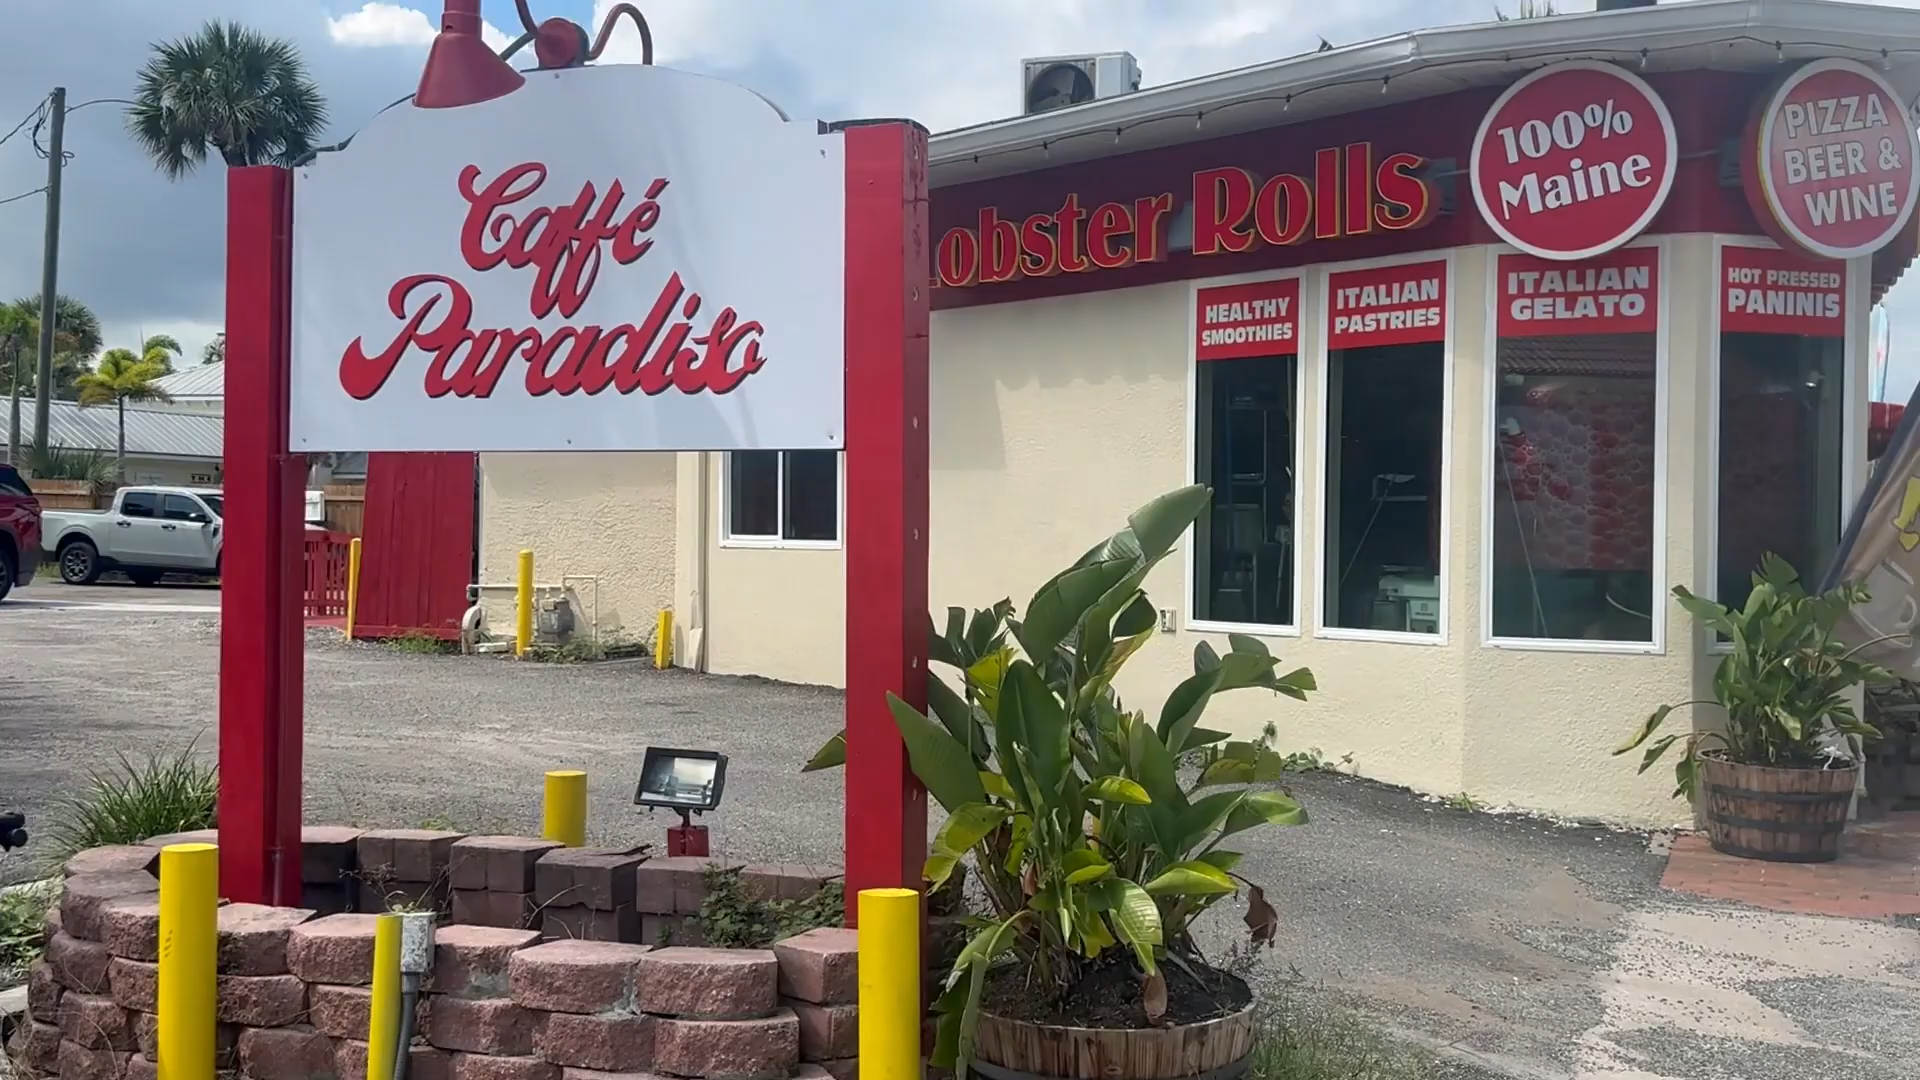 Caffé
Paradiso
Lobster Rolls
100%
Maine
PIZZA
BEER &
WINE
HEALTHY
SMOOTHIES
ITALIAN
PASTRIES
ITALIAN
GELATO
HOT PRESSED
PANINIS